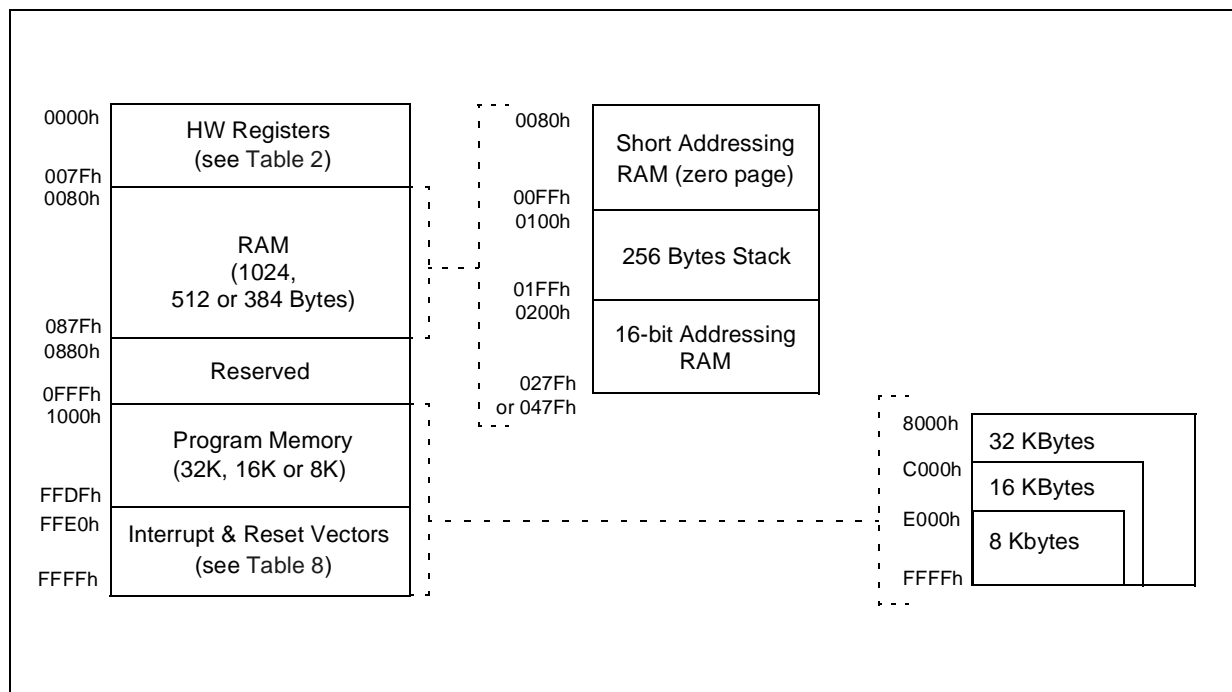 0000h
HW Registers
(see Table 2)
007Fh
0080h
RAM
(1024,
512 or 384 Bytes)
087Fh
0880h
Reserved
0FFFh
1000h
Program Memory
(32K, 16K or 8K)
FFDFh
FFE0h
Interrupt & Reset Vectors
(see Table 8)
FFFFh
0080h
Short Addressing
RAM (zero page)
00FFh
0100h
256 Bytes Stack
01FFh
0200h
16-bit Addressing
RAM
027Fh
or 047Fh
8000h
32 KBytes
C000h
16 KBytes
E000h
8 Kbytes
FFFFh